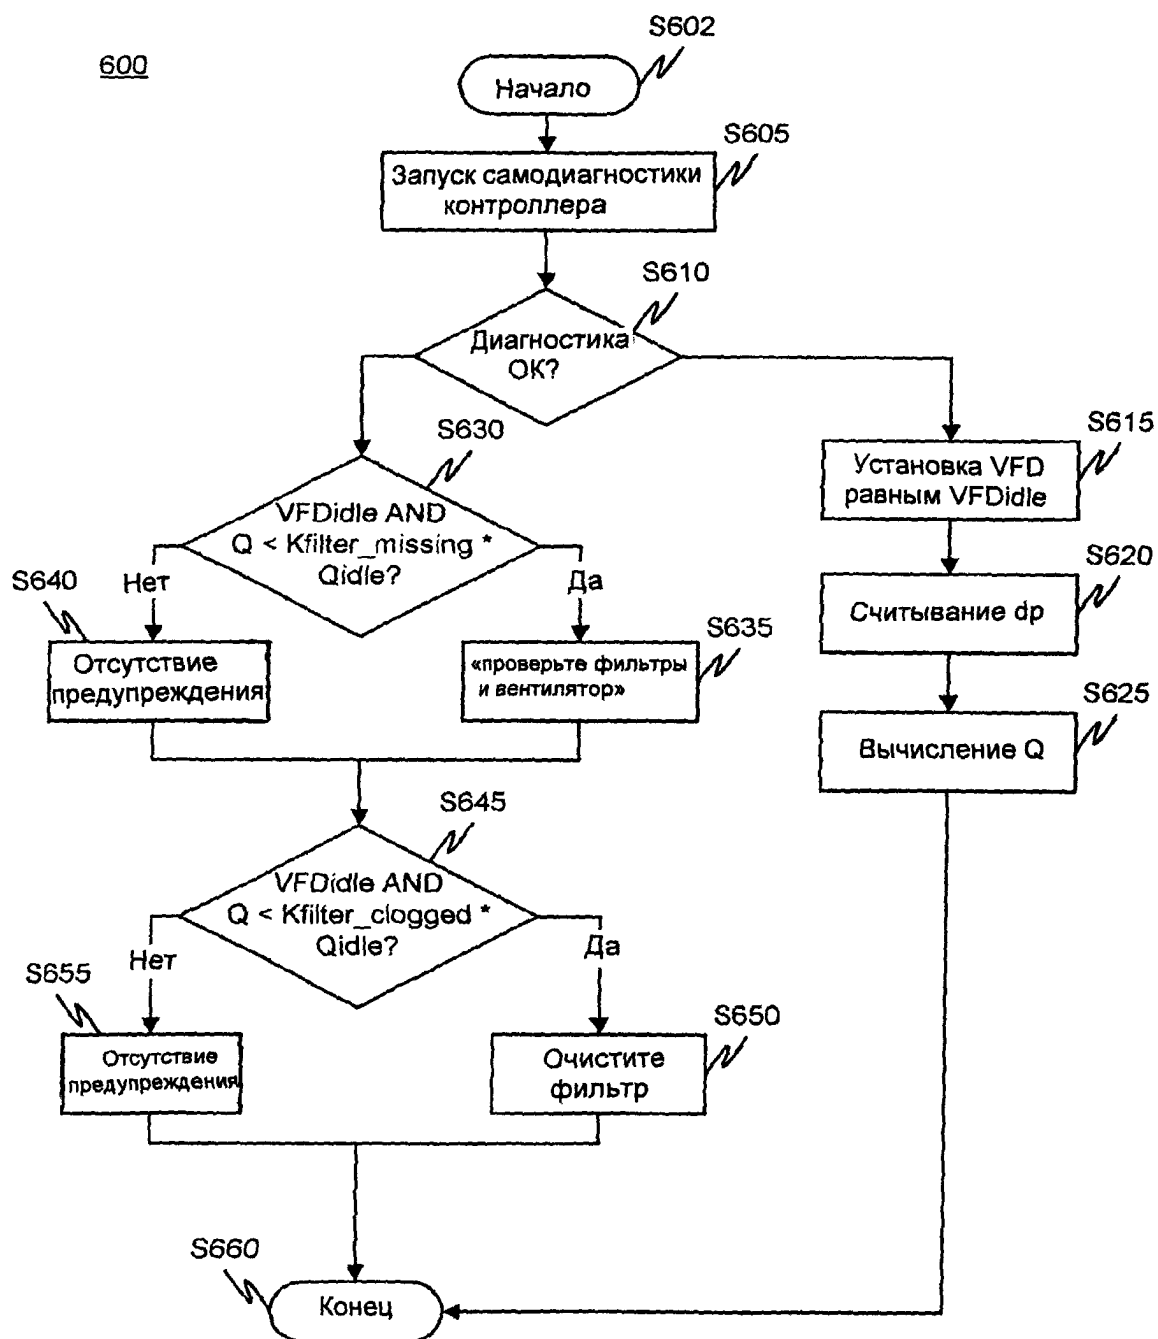 600
S602
Начало
S605
Запуск самодиагностики
контроллера
S610
Диагностика
ОК?
S615
Установка VFD
равным VFDidle
S620
Считывание dp
S625
Вычисление Q
S630
VFDidle AND
Q < Kfilter_missing *
Qidle?
Нет
Да
S640
Отсутствие
предупреждения
S635
«проверьте фильтры
и вентилятор»
S645
VFDidle AND
Q < Kfilter_clogged *
Qidle?
Нет
Да
S655
Отсутствие
предупреждения
S650
Очистите
фильтр
S660
Конец